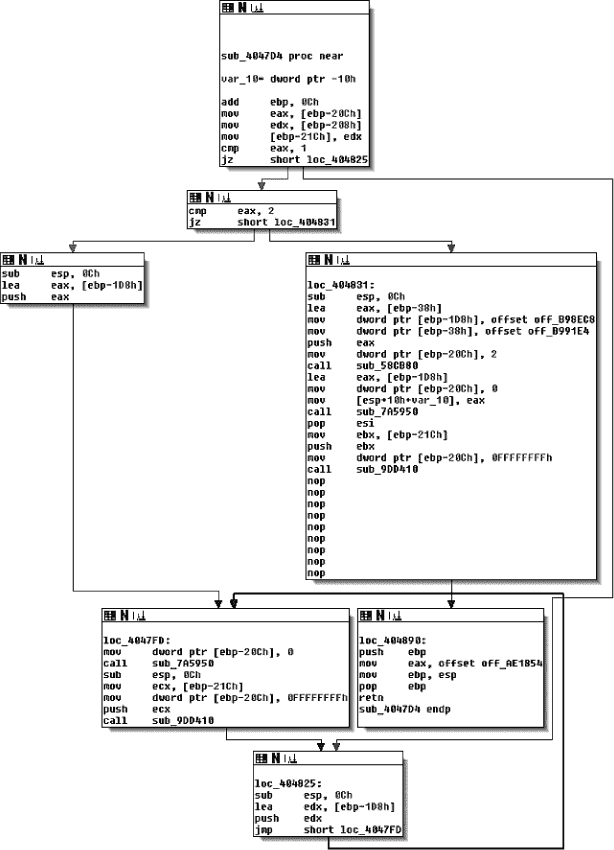 sub_4047D4 proc near
var_10= dword ptr -10h
add ebp, 0Ch
mov eax, [ebp-20Ch]
mov edx, [ebp-208h]
mov [ebp-21Ch], edx
cmp eax, 1
jz short loc_404825
cmp eax, 2
jz short loc_404831
sub esp, 0Ch
lea eax, [ebp-1D8h]
push eax
loc_404831:
sub esp, 0Ch
lea eax, [ebp-38h]
mov dword ptr [ebp-1D8h], offset off_B98EC8
mov dword ptr [ebp-38h], offset off_B991E4
push eax
mov dword ptr [ebp-20Ch], 2
call sub_58CB80
lea eax, [ebp-1D8h]
mov dword ptr [ebp-20Ch], 0
mov [esp+10h+var_10], eax
call sub_7A5950
pop esi
mov ebx, [ebp-21Ch]
push ebx
mov dword ptr [ebp-20Ch], 0FFFFFFFFh
call sub_9DD410
nop
nop
nop
nop
nop
nop
nop
nop
nop
loc_4047FD:
mov dword ptr [ebp-20Ch], 0
call sub_7A5950
sub esp, 0Ch
mov ecx, [ebp-21Ch]
mov dword ptr [ebp-20Ch], 0FFFFFFFFh
push ecx
call sub_9DD410
loc_404890:
push ebp
mov eax, offset off_AE1854
mov ebp, esp
pop ebp
retn
sub_4047D4 endp
loc_404825:
sub esp, 0Ch
lea edx, [ebp-1D8h]
push edx
jmp short loc_4047FD